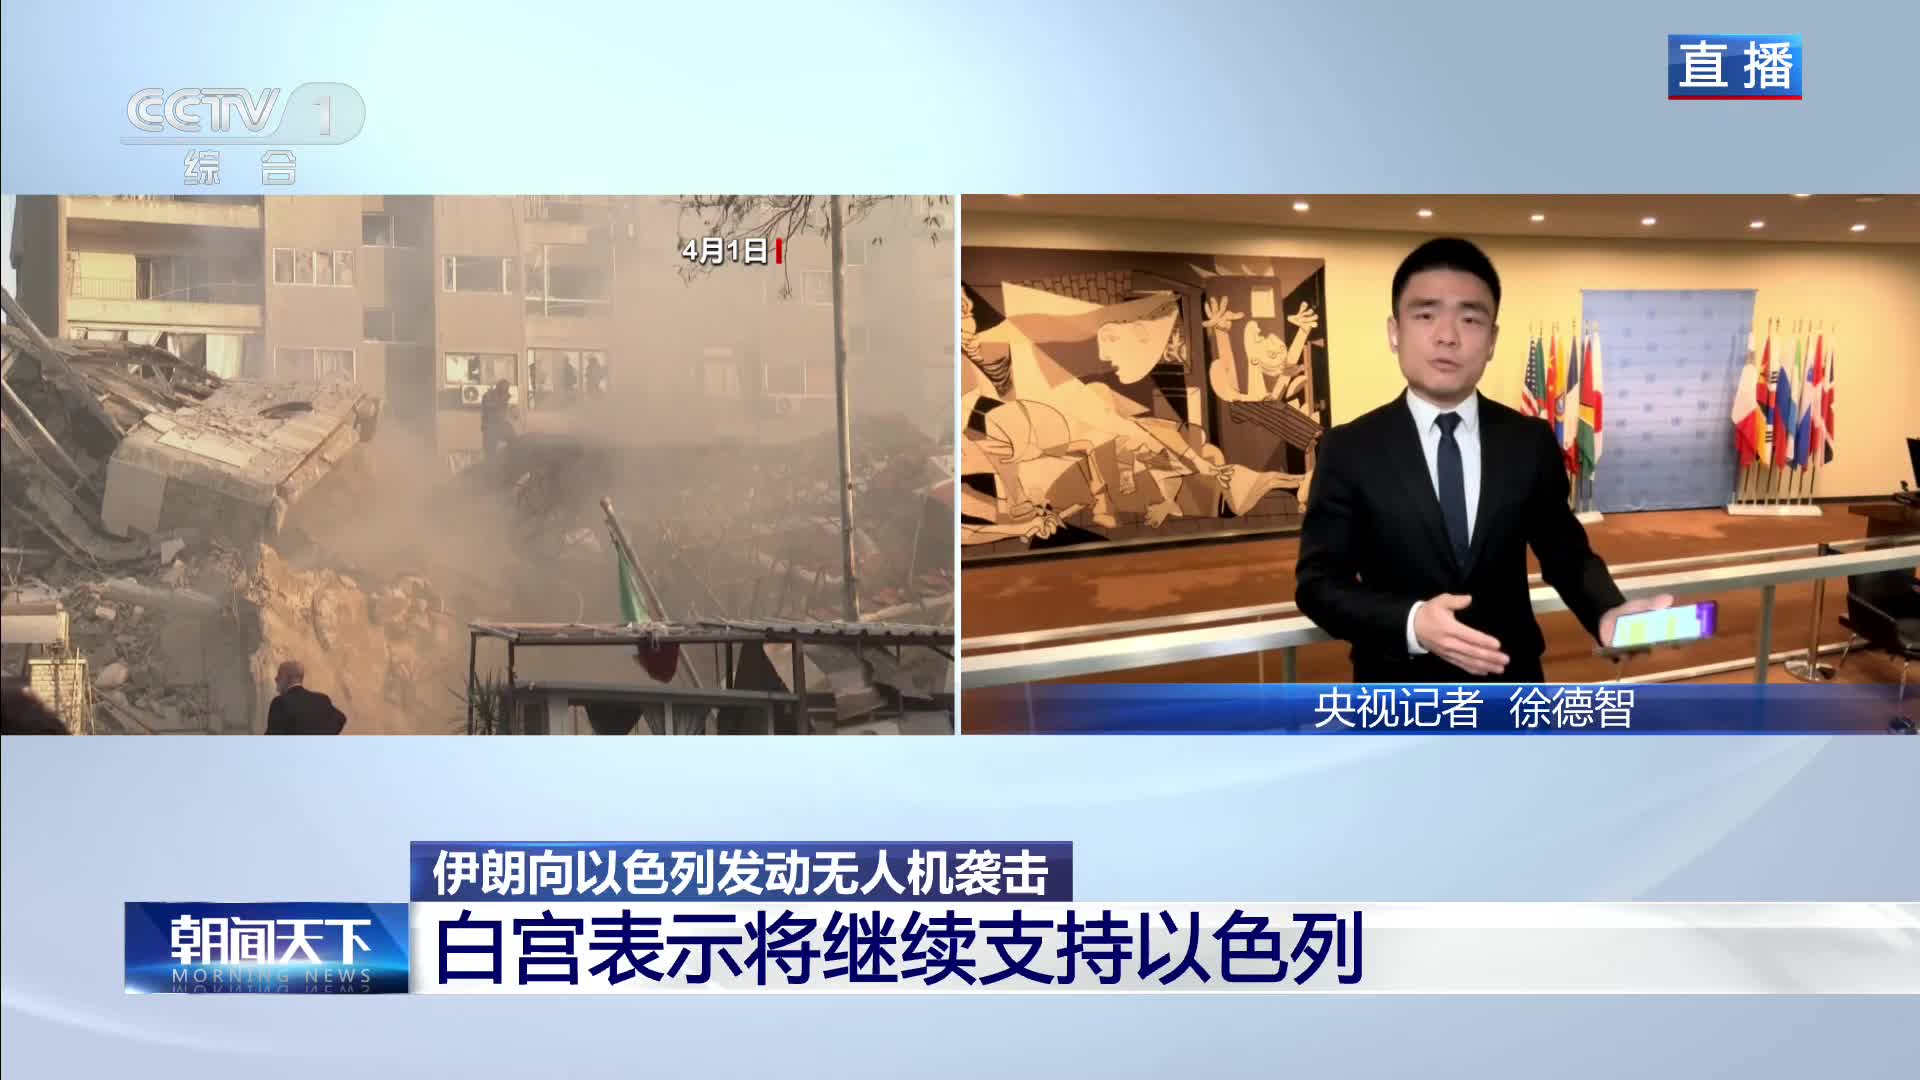 直播
CCTV 1
综合
4月1日
央视记者 徐德智
伊朗向以色列发动无人机袭击
白宫表示将继续支持以色列
朝闻天下
MORNING NEWS